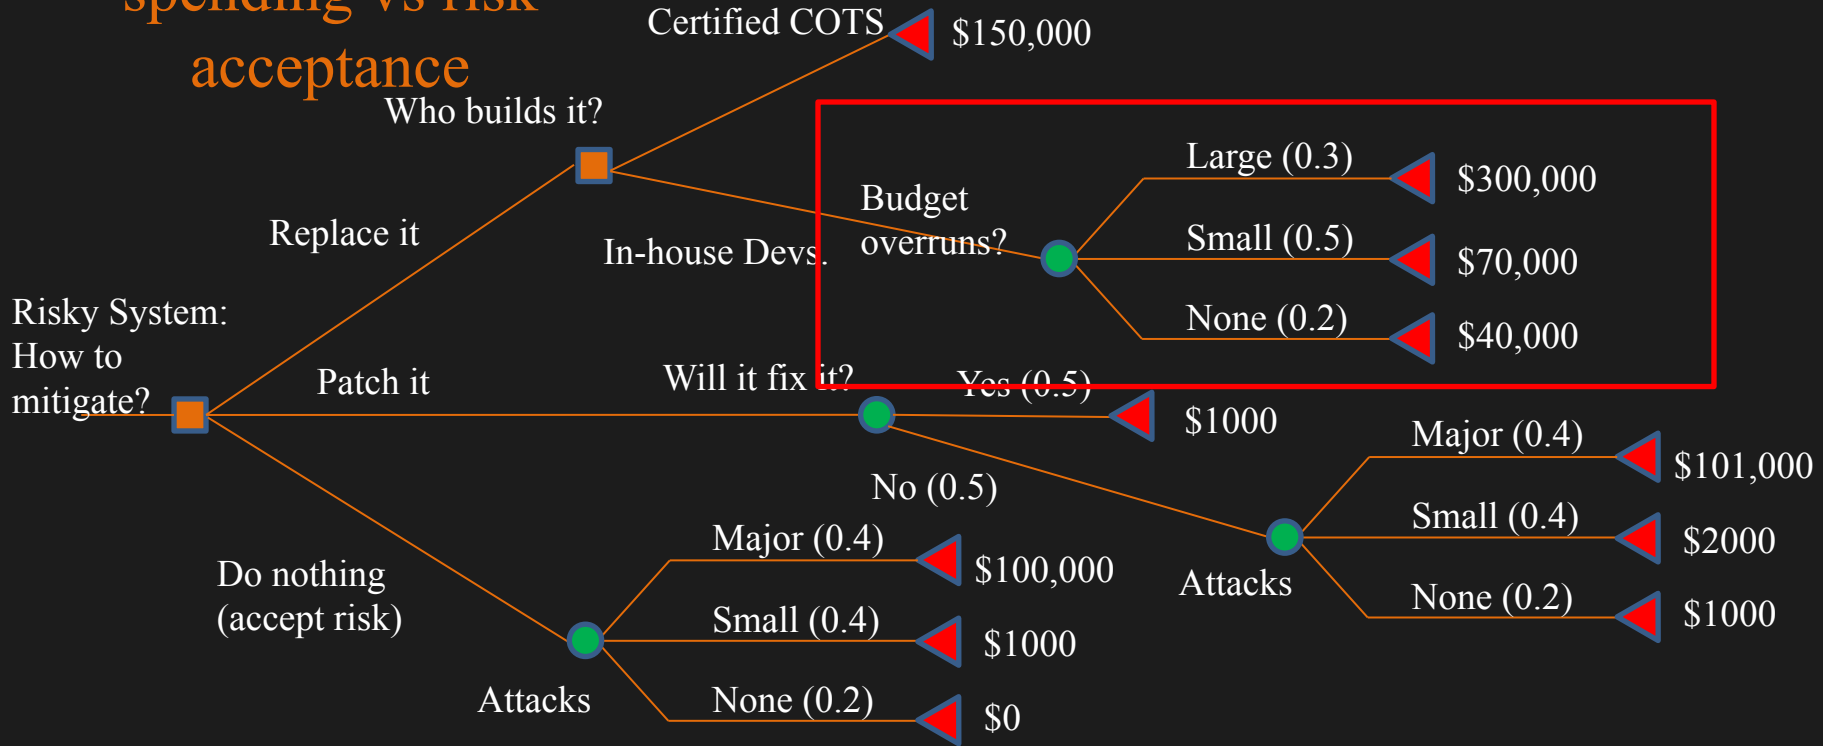 spending vs risk
acceptance
Certified COTS
$150,000
Who builds it?
Large (0.3)
$300,000
Budget
overruns?
Small (0.5)
$70,000
None (0.2)
$40,000
Replace it
In-house Devs.
Risky System:
How to
mitigate?
Patch it
Will it fix it?
Yes (0.5)
$1000
No (0.5)
Major (0.4)
$101,000
Small (0.4)
$2000
None (0.2)
$1000
Attacks
Do nothing
(accept risk)
Major (0.4)
$100,000
Small (0.4)
$1000
None (0.2)
$0
Attacks